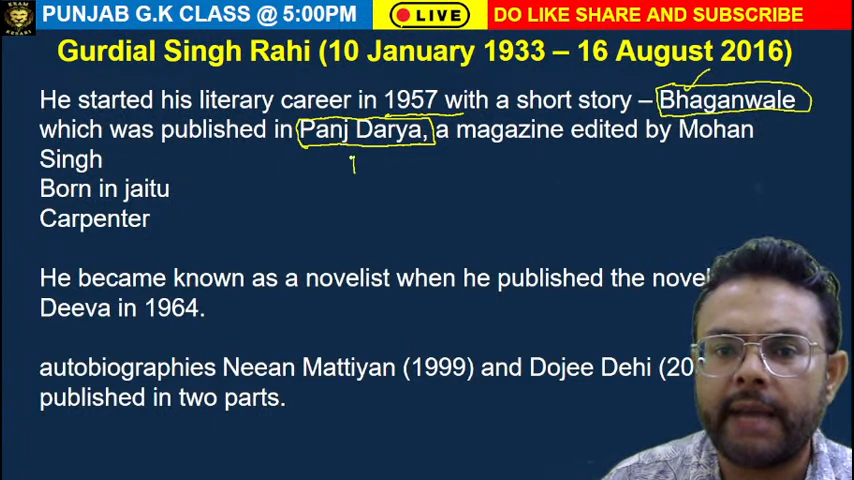 PUNJAB G.K CLASS @ 5:00PM
LIVE
DO LIKE SHARE AND SUBSCRIBE
Gurdial Singh Rahi (10 January 1933 – 16 August 2016)
He started his literary career in 1957 with a short story – Bhaganwale
which was published in Panj Darya, a magazine edited by Mohan
Singh
Born in jaitu
Carpenter
He became known as a novelist when he published the novel
Deeva in 1964.
autobiographies Neean Mattiyan (1999) and Dojee Dehi (20
published in two parts.